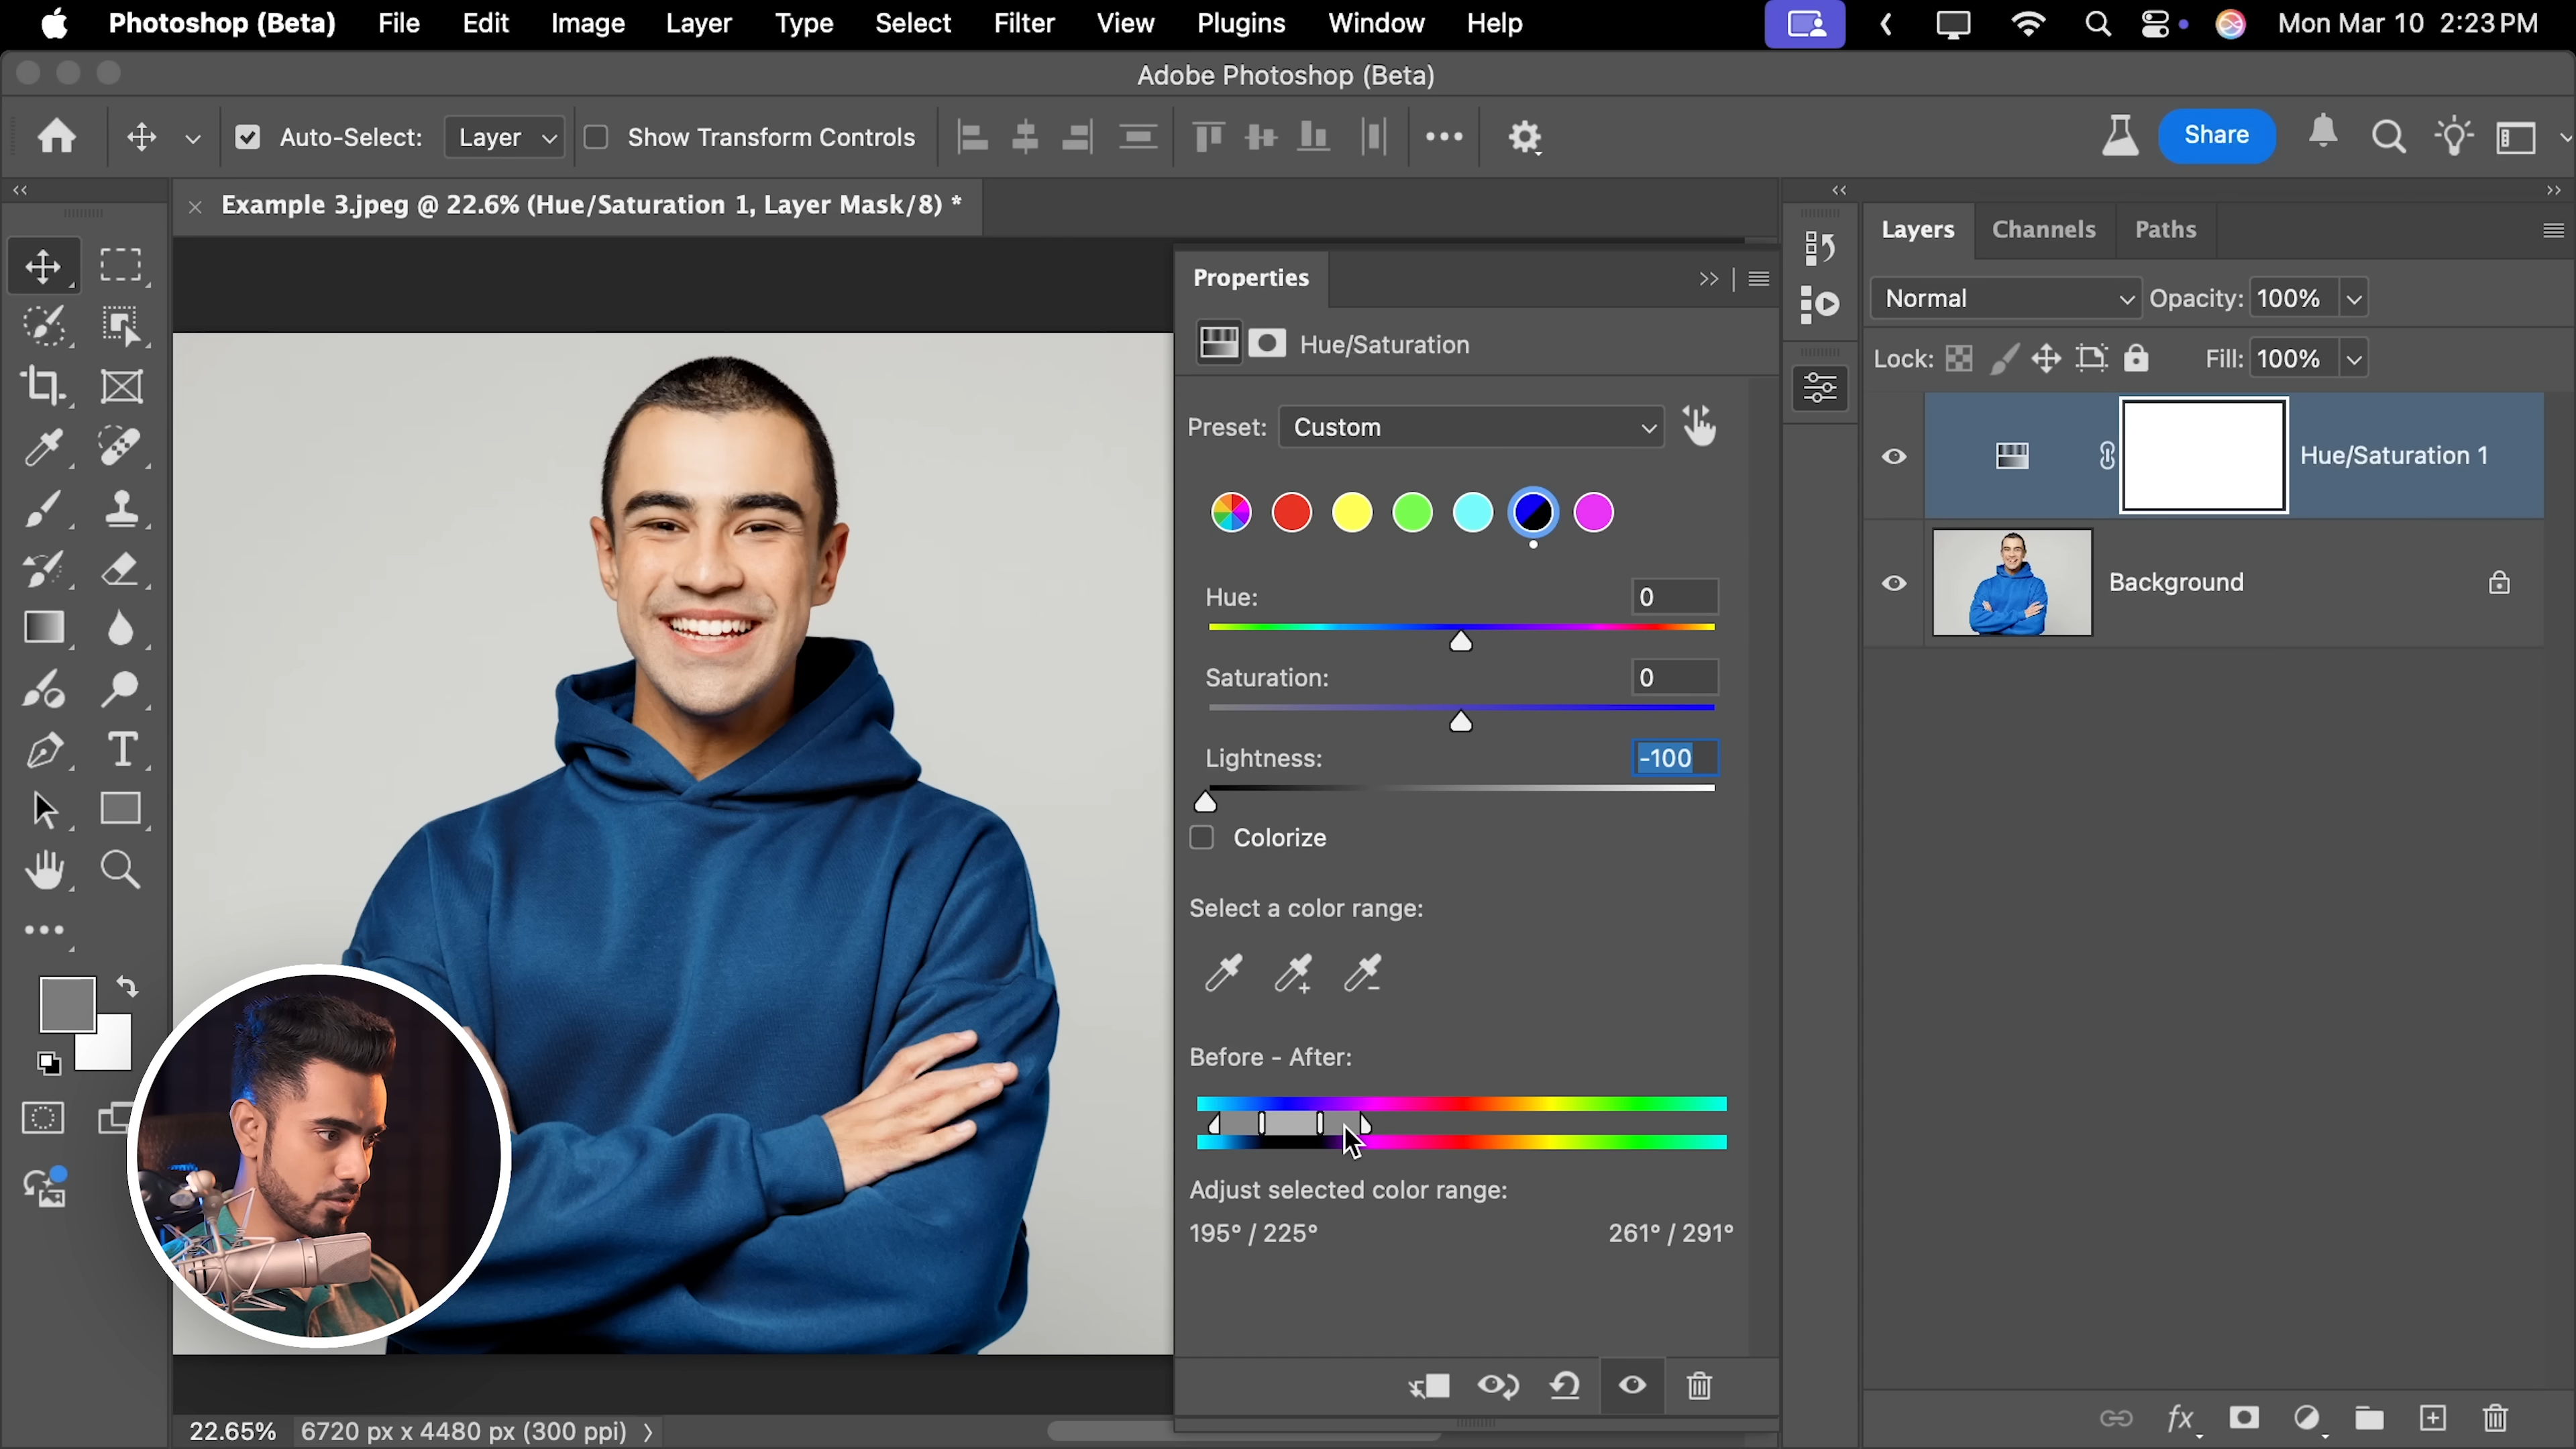 Photoshop (Beta) File Edit Image Layer Type Select Filter View Plugins Window Help Mon Mar 10 2:23 PM
Adobe Photoshop (Beta)
Auto-Select: Layer Show Transform Controls Share
Example 3.jpeg @ 22.6% (Hue/Saturation 1, Layer Mask/8) *
Layers Channels Paths
Properties
Normal Opacity: 100%
Hue/Saturation
Lock: Fill: 100%
Preset: Custom
Hue/Saturation 1
Hue: 0
Background
Saturation: 0
Lightness: -100
Colorize
Select a color range:
Before - After:
Adjust selected color range:
195° / 225° 261° / 291°
22.65% 6720 px x 4480 px (300 ppi)